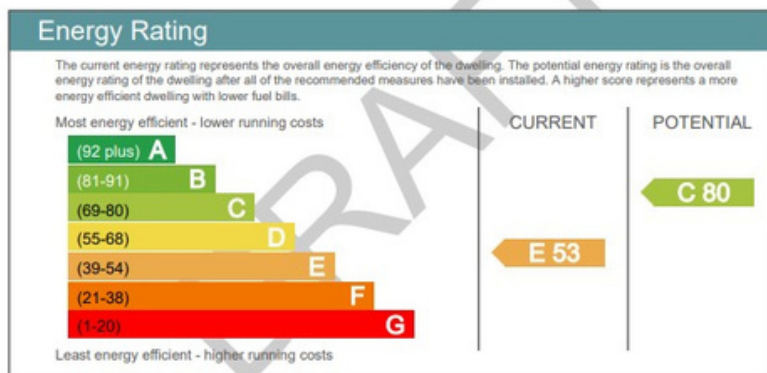 Energy Rating
The current energy rating represents the overall energy efficiency of the dwelling. The potential energy rating is the overall
energy rating of the dwelling after all of the recommended measures have been installed. A higher score represents a more
energy efficient dwelling with lower fuel bills.
Most energy efficient - lower running costs
CURRENT
POTENTIAL
(92 plus) A
(81-91) B
(69-80) C
(55-68) D
(39-54) E
(21-38) F
(1-20) G
C 80
E 53
Least energy efficient - higher running costs
DRAFT